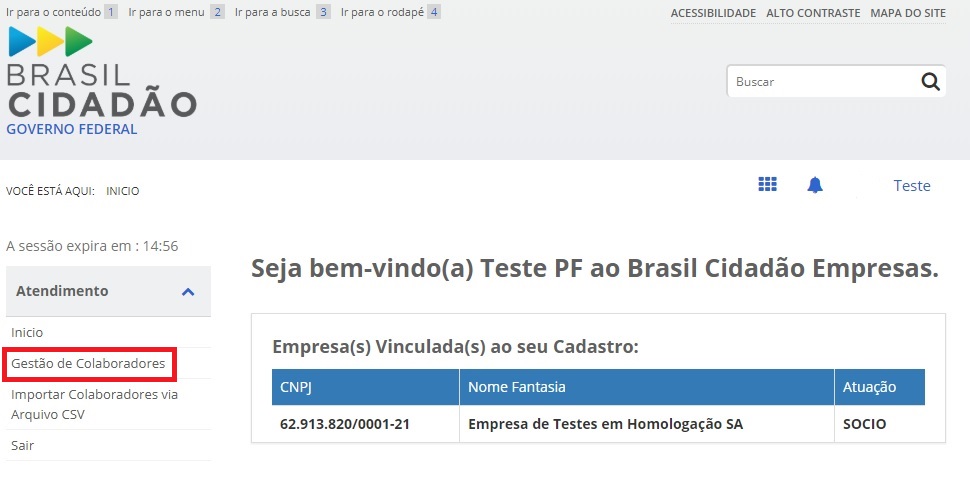 Ir para o conteúdo 1 Ir para o menu 2 Ir para a busca 3 Ir para o rodapé 4
ACESSIBILIDADE ALTO CONTRASTE MAPA DO SITE
BRASIL
CIDADÃO
GOVERNO FEDERAL
Buscar
VOCÊ ESTÁ AQUI: INICIO
Teste
A sessão expira em : 14:56
Atendimento
Inicio
Gestão de Colaboradores
Importar Colaboradores via
Arquivo CSV
Sair
Seja bem-vindo(a) Teste PF ao Brasil Cidadão Empresas.
Empresa(s) Vinculada(s) ao seu Cadastro:
CNPJ Nome Fantasia Atuação
62.913.820/0001-21 Empresa de Testes em Homologação SA SOCIO